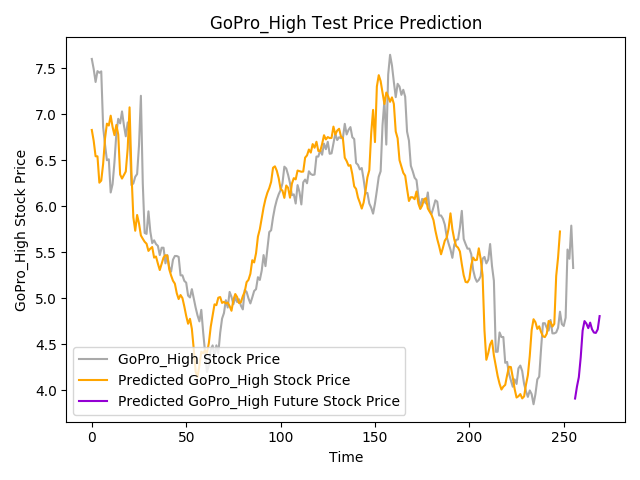 GoPro_High Test Price Prediction
GoPro_High Stock Price
7.5
7.0
6.5
6.0
5.5
5.0
4.5
4.0
GoPro_High Stock Price
Predicted GoPro_High Stock Price
Predicted GoPro_High Future Stock Price
0 50 100 150 200 250
Time